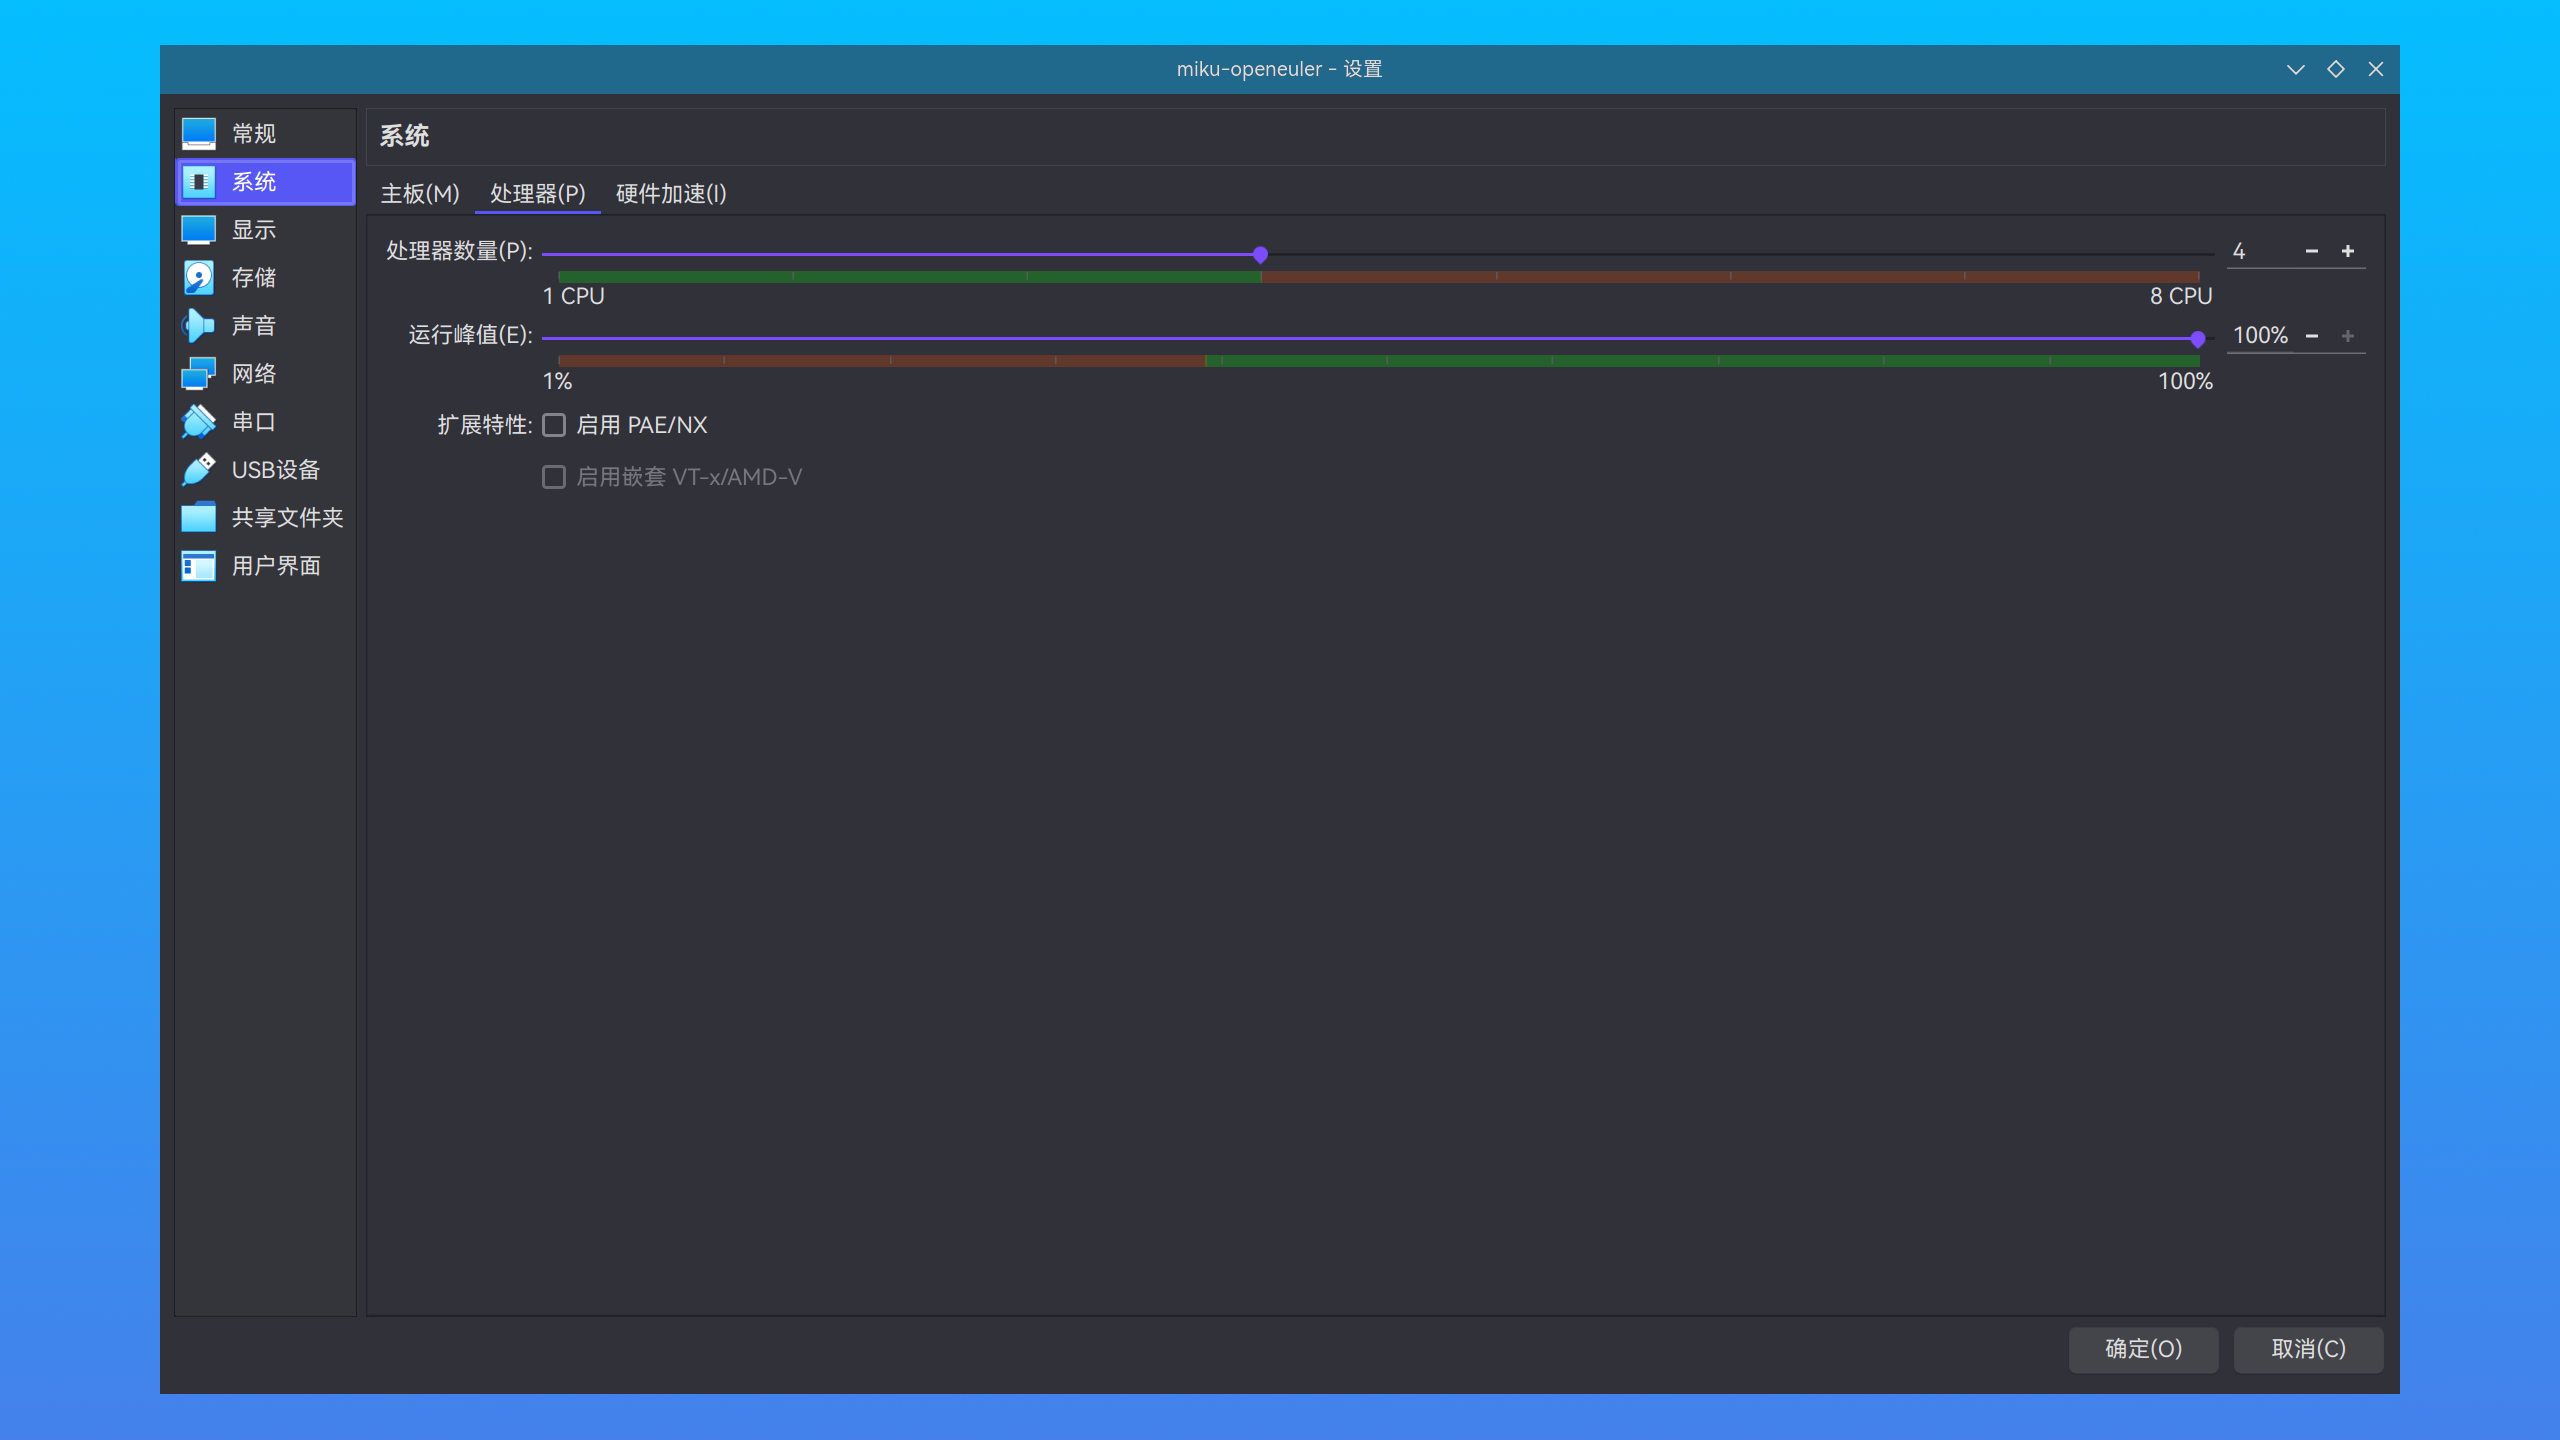 miku-openeuler - 设置
常规
系统
显示
存储
声音
网络
串口
USB设备
共享文件夹
用户界面
系统
主板(M) 处理器(P) 硬件加速(I)
处理器数量(P): 4
1 CPU 8 CPU
运行峰值(E): 100%
1% 100%
扩展特性: 启用 PAE/NX
启用嵌套 VT-x/AMD-V
确定(O) 取消(C)